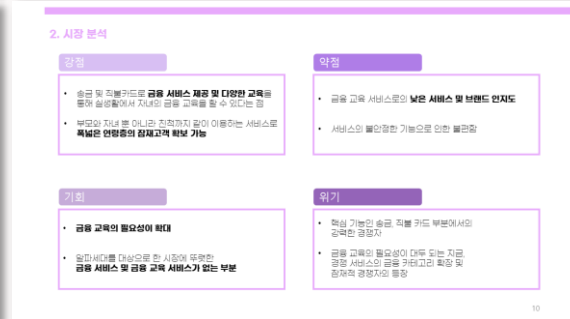 2. 시장 분석
강점
• 송금 및 직불카드로 금융 서비스 제공 및 다양한 교육을
통해 실생활에서 자녀의 금융 교육을 할 수 있다는 점
• 부모와 자녀 뿐 아니라 친척까지 같이 이용하는 서비스로
폭넓은 연령층의 잠재고객 확보 가능
약점
• 금융 교육 서비스로의 낮은 서비스 및 브랜드 인지도
• 서비스의 불안정한 기능으로 인한 불편함
기회
• 금융 교육의 필요성이 확대
• 알파세대를 대상으로 한 시장에 뚜렷한
금융 서비스 및 금융 교육 서비스가 없는 부분
위기
• 핵심 기능인 송금, 직불 카드 부분에서의
강력한 경쟁자
• 금융 교육의 필요성이 대두 되는 지금,
경쟁 서비스의 금융 카테고리 확장 및
잠재적 경쟁자의 등장
10